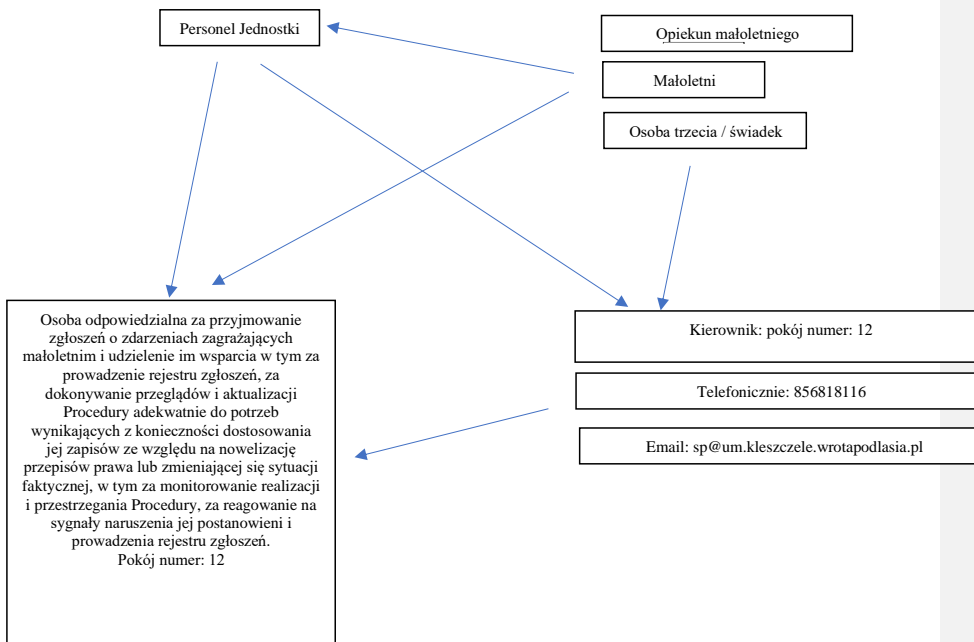 Personel Jednostki
Opiekun małoletniego
Małoletni
Osoba trzecia / świadek
Osoba odpowiedzialna za przyjmowanie
zgłoszeń o zdarzeniach zagrażających
małoletnim i udzielenie im wsparcia w tym za
prowadzenie rejestru zgłoszeń, za
dokonywanie przeglądów i aktualizacji
Procedury adekwatnie do potrzeb
wynikających z konieczności dostosowania
jej zapisów ze względu na nowelizację
przepisów prawa lub zmieniającej się sytuacji
faktycznej, w tym za monitorowanie realizacji
i przestrzegania Procedury, za reagowanie na
sygnały naruszenia jej postanowieni i
prowadzenia rejestru zgłoszeń.
Pokój numer: 12
Kierownik: pokój numer: 12
Telefonicznie: 856818116
Email: sp@um.kleszczele.wrotapodlasia.pl